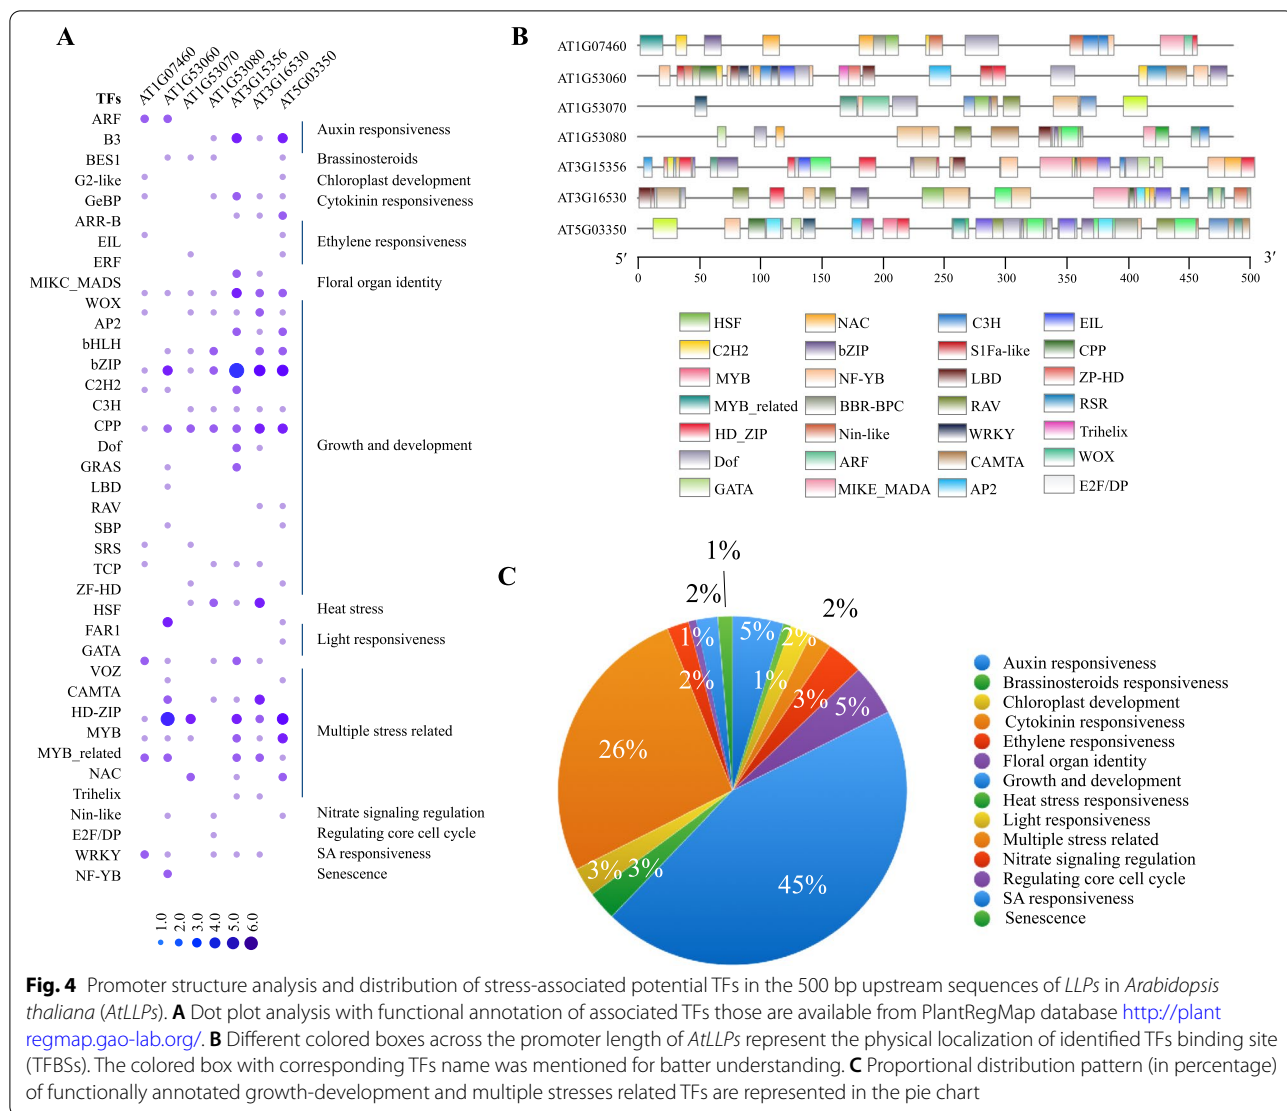 A
AT1G07460
AT1G53060
AT1G53070
AT1G53080
AT3G15356
AT3G16530
AT5G03350
TFs
ARF
B3
Auxin responsiveness
BES1
Brassinosteroids
G2-like
Chloroplast development
GeBP
Cytokinin responsiveness
ARR-B
EIL
Ethylene responsiveness
ERF
MIKC_MADS
Floral organ identity
WOX
AP2
bHLH
bZIP
C2H2
C3H
CPP
Dof
Growth and development
GRAS
LBD
RAV
SBP
SRS
TCP
ZF-HD
HSF
Heat stress
FAR1
Light responsiveness
GATA
VOZ
CAMTA
HD-ZIP
MYB
Multiple stress related
MYB_related
NAC
Trihelix
Nin-like
Nitrate signaling regulation
E2F/DP
Regulating core cell cycle
WRKY
SA responsiveness
NF-YB
Senescence
1.0
2.0
3.0
4.0
5.0
6.0
B
AT1G07460
AT1G53060
AT1G53070
AT1G53080
AT3G15356
AT3G16530
AT5G03350
5′ 3′
0 50 100 150 200 250 300 350 400 450 500
HSF NAC C3H EIL
C2H2 bZIP S1Fa-like CPP
MYB NF-YB LBD ZP-HD
MYB_related BBR-BPC RAV RSR
HD_ZIP Nin-like WRKY Trihelix
Dof ARF CAMTA WOX
GATA MIKE_MADA AP2 E2F/DP
C
1%
2%
2%
1% 5% 2%
2% 1%
3%
5%
26%
3% 3%
45%
Auxin responsiveness
Brassinosteroids responsiveness
Chloroplast development
Cytokinin responsiveness
Ethylene responsiveness
Floral organ identity
Growth and development
Heat stress responsiveness
Light responsiveness
Multiple stress related
Nitrate signaling regulation
Regulating core cell cycle
SA responsiveness
Senescence
Fig. 4 Promoter structure analysis and distribution of stress-associated potential TFs in the 500 bp upstream sequences of LLPs in Arabidopsis
thaliana (AtLLPs). A Dot plot analysis with functional annotation of associated TFs those are available from PlantRegMap database http://plant
regmap.gao-lab.org/. B Different colored boxes across the promoter length of AtLLPs represent the physical localization of identified TFs binding site
(TFBSs). The colored box with corresponding TFs name was mentioned for batter understanding. C Proportional distribution pattern (in percentage)
of functionally annotated growth-development and multiple stresses related TFs are represented in the pie chart